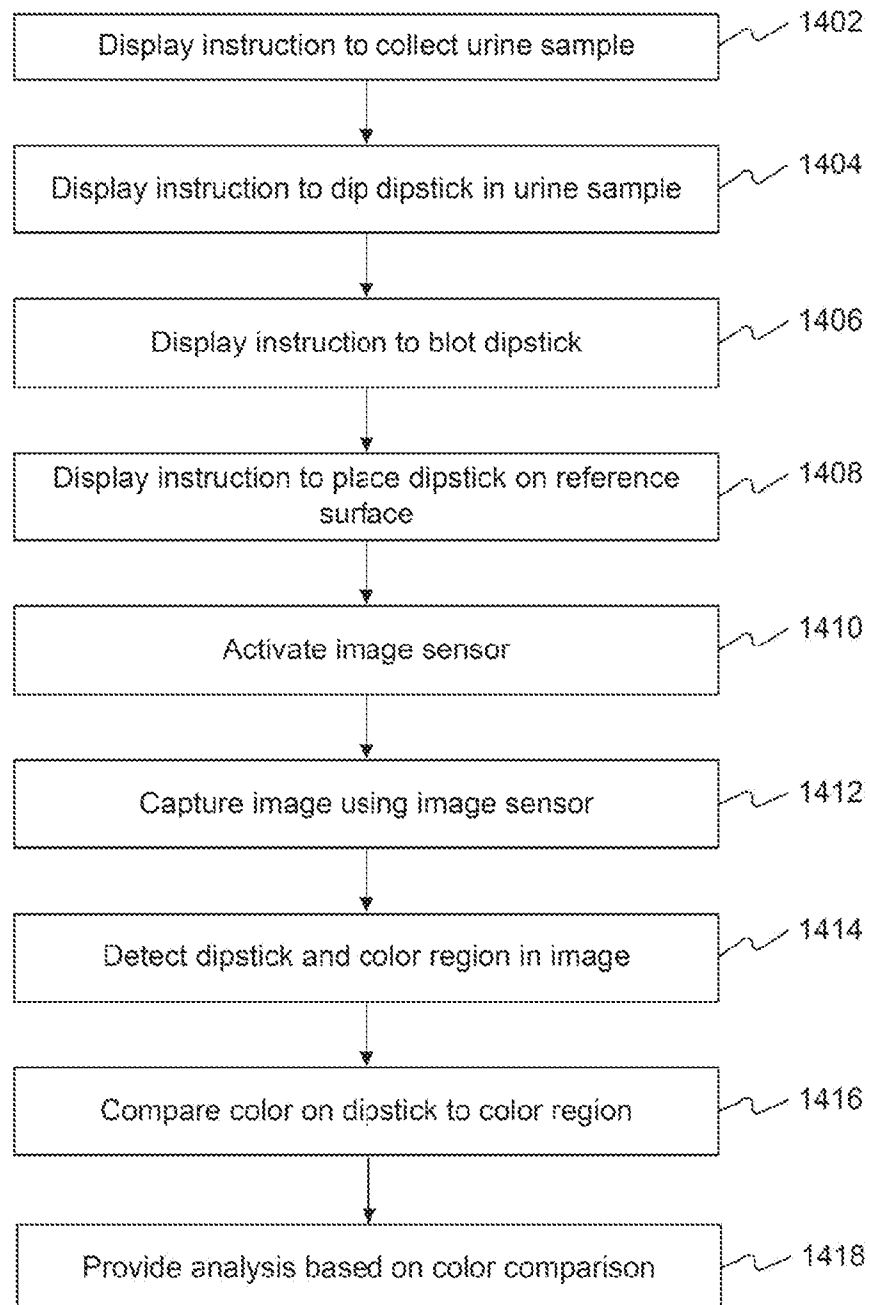 Display instruction to collect urine sample
1402
Display instruction to dip dipstick in urine sample
1404
Display instruction to blot dipstick
1406
Display instruction to place dipstick on reference
surface
1408
Activate image sensor
1410
Capture image using image sensor
1412
Detect dipstick and color region in image
1414
Compare color on dipstick to color region
1416
Provide analysis based on color comparison
1418